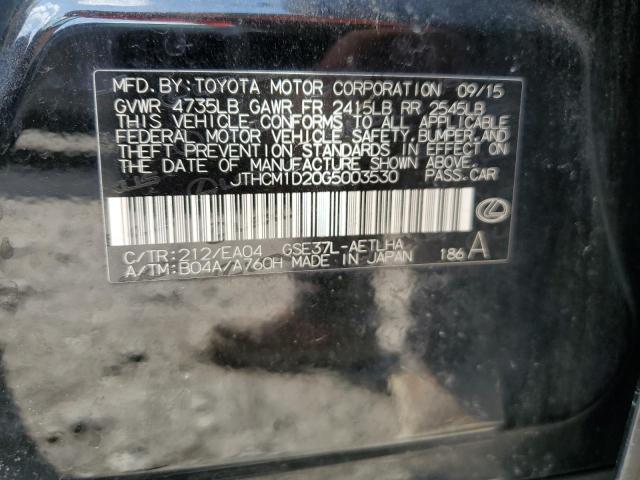 MFD.BY:TOYOTA MOTOR CORPORATION 09/15
GVWR 4735LB GAWR FR 2415LB RR 2545LB
THIS VEHICLE CONFORMS TO ALL APPLICABLE
FEDERAL MOTOR VEHICLE SAFETY, BUMPER, AND
THEFT PREVENTION STANDARDS IN EFFECT ON
THE DATE OF MANUFACTURE SHOWN ABOVE.
JTHCM1D20G5003530 PASS.CAR
C/TR:212/EA04 GSE37L-AETLHA
A/TM:B04A/A760H MADE IN JAPAN 186 A